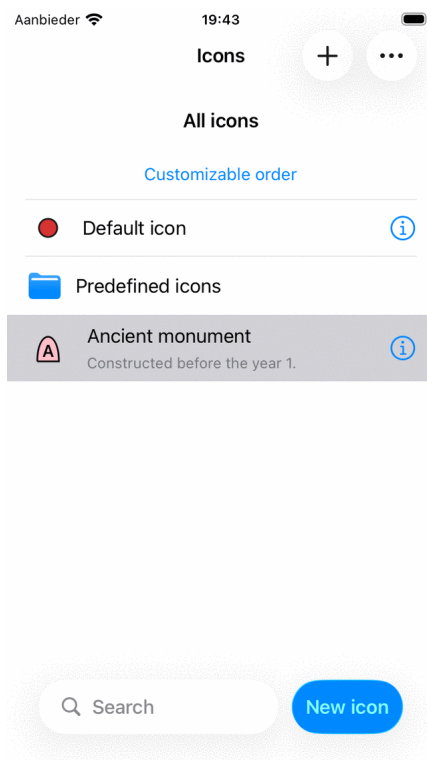 Aanbieder 19:43
Icons
All icons
Customizable order
Default icon
Predefined icons
Ancient monument
A
Constructed before the year 1.
Search
New icon